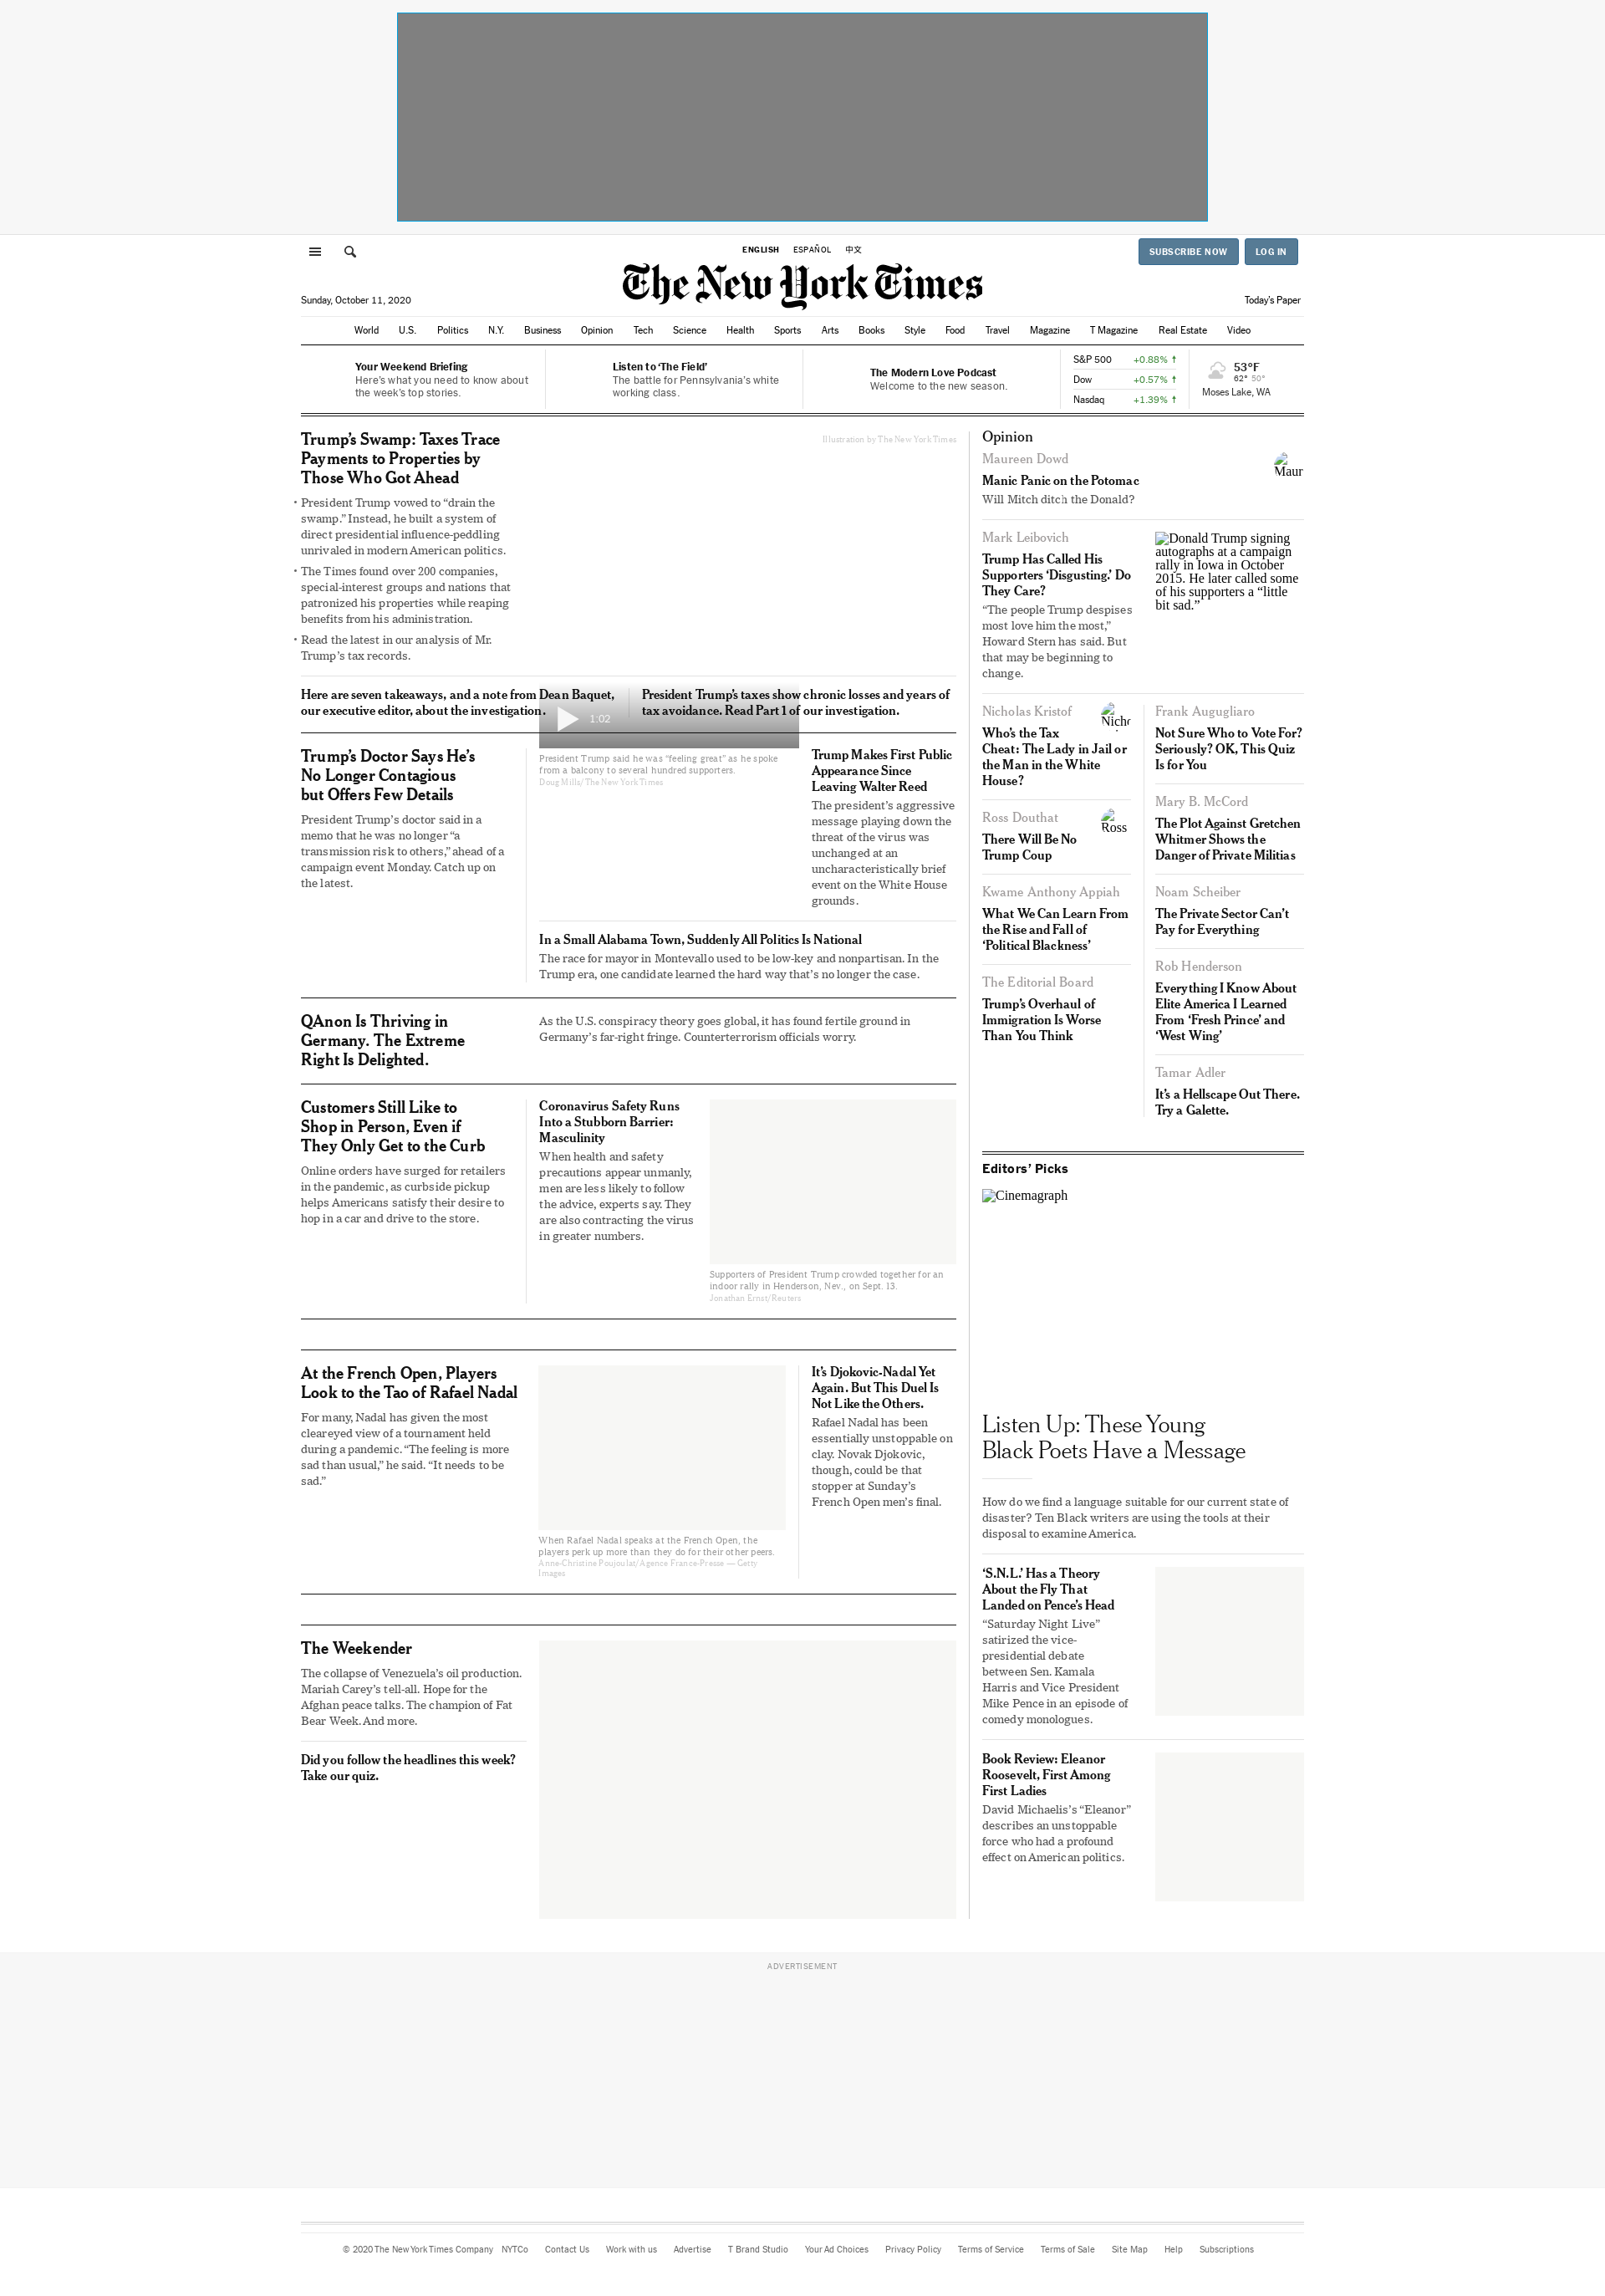 ENGLISH ESPAÑOL 中文
SUBSCRIBE NOW LOG IN
The New York Times
Sunday, October 11, 2020
Today's Paper
World U.S. Politics N.Y. Business Opinion Tech Science Health Sports Arts Books Style Food Travel Magazine T Magazine Real Estate Video
Your Weekend Briefing
Here's what you need to know about
the week's top stories.
Listen to ‘The Field’
The battle for Pennsylvania's white
working class.
The Modern Love Podcast
Welcome to the new season.
S&P 500 +0.88% ↑
Dow +0.57% ↑
Nasdaq +1.39% ↑
53°F
62° 50°
Moses Lake, WA
Trump’s Swamp: Taxes Trace
Payments to Properties by
Those Who Got Ahead
• President Trump vowed to “drain the
swamp.” Instead, he built a system of
direct presidential influence-peddling
unrivaled in modern American politics.
• The Times found over 200 companies,
special-interest groups and nations that
patronized his properties while reaping
benefits from his administration.
• Read the latest in our analysis of Mr.
Trump’s tax records.
Illustration by The New York Times
Here are seven takeaways, and a note from Dean Baquet,
our executive editor, about the investigation.
President Trump’s taxes show chronic losses and years of
tax avoidance. Read Part 1 of our investigation.
Trump’s Doctor Says He’s
No Longer Contagious
but Offers Few Details
President Trump’s doctor said in a
memo that he was no longer “a
transmission risk to others,” ahead of a
campaign event Monday. Catch up on
the latest.
1:02
President Trump said he was “feeling great” as he spoke
from a balcony to several hundred supporters.
Doug Mills/The New York Times
Trump Makes First Public
Appearance Since
Leaving Walter Reed
The president’s aggressive
message playing down the
threat of the virus was
unchanged at an
uncharacteristically brief
event on the White House
grounds.
In a Small Alabama Town, Suddenly All Politics Is National
The race for mayor in Montevallo used to be low-key and nonpartisan. In the
Trump era, one candidate learned the hard way that’s no longer the case.
QAnon Is Thriving in
Germany. The Extreme
Right Is Delighted.
As the U.S. conspiracy theory goes global, it has found fertile ground in
Germany’s far-right fringe. Counterterrorism officials worry.
Customers Still Like to
Shop in Person, Even if
They Only Get to the Curb
Online orders have surged for retailers
in the pandemic, as curbside pickup
helps Americans satisfy their desire to
hop in a car and drive to the store.
Coronavirus Safety Runs
Into a Stubborn Barrier:
Masculinity
When health and safety
precautions appear unmanly,
men are less likely to follow
the advice, experts say. They
are also contracting the virus
in greater numbers.
Supporters of President Trump crowded together for an
indoor rally in Henderson, Nev., on Sept. 13.
Jonathan Ernst/Reuters
At the French Open, Players
Look to the Tao of Rafael Nadal
For many, Nadal has given the most
cleareyed view of a tournament held
during a pandemic. “The feeling is more
sad than usual,” he said. “It needs to be
sad.”
When Rafael Nadal speaks at the French Open, the
players perk up more than they do for their other peers.
Anne-Christine Poujoulat/Agence France-Presse — Getty
Images
It’s Djokovic-Nadal Yet
Again. But This Duel Is
Not Like the Others.
Rafael Nadal has been
essentially unstoppable on
clay. Novak Djokovic,
though, could be that
stopper at Sunday’s
French Open men’s final.
The Weekender
The collapse of Venezuela’s oil production.
Mariah Carey’s tell-all. Hope for the
Afghan peace talks. The champion of Fat
Bear Week. And more.
Did you follow the headlines this week?
Take our quiz.
Opinion
Maureen Dowd
Manic Panic on the Potomac
Will Mitch ditch the Donald?
Maur
Mark Leibovich
Trump Has Called His
Supporters ‘Disgusting.’ Do
They Care?
“The people Trump despises
most love him the most,”
Howard Stern has said. But
that may be beginning to
change.
Donald Trump signing
autographs at a campaign
rally in Iowa in October
2015. He later called some
of his supporters a “little
bit sad.”
Nicholas Kristof
Who’s the Tax
Cheat: The Lady in Jail or
the Man in the White
House?
Nicho
Ross Douthat
There Will Be No
Trump Coup
Ross
Kwame Anthony Appiah
What We Can Learn From
the Rise and Fall of
‘Political Blackness’
The Editorial Board
Trump’s Overhaul of
Immigration Is Worse
Than You Think
Frank Augugliaro
Not Sure Who to Vote For?
Seriously? OK, This Quiz
Is for You
Mary B. McCord
The Plot Against Gretchen
Whitmer Shows the
Danger of Private Militias
Noam Scheiber
The Private Sector Can’t
Pay for Everything
Rob Henderson
Everything I Know About
Elite America I Learned
From ‘Fresh Prince’ and
‘West Wing’
Tamar Adler
It’s a Hellscape Out There.
Try a Galette.
Editors’ Picks
Cinemagraph
Listen Up: These Young
Black Poets Have a Message
How do we find a language suitable for our current state of
disaster? Ten Black writers are using the tools at their
disposal to examine America.
‘S.N.L.’ Has a Theory
About the Fly That
Landed on Pence’s Head
“Saturday Night Live”
satirized the vice-
presidential debate
between Sen. Kamala
Harris and Vice President
Mike Pence in an episode of
comedy monologues.
Book Review: Eleanor
Roosevelt, First Among
First Ladies
David Michaelis’s “Eleanor”
describes an unstoppable
force who had a profound
effect on American politics.
ADVERTISEMENT
© 2020 The New York Times Company NYTCo Contact Us Work with us Advertise T Brand Studio Your Ad Choices Privacy Policy Terms of Service Terms of Sale Site Map Help Subscriptions